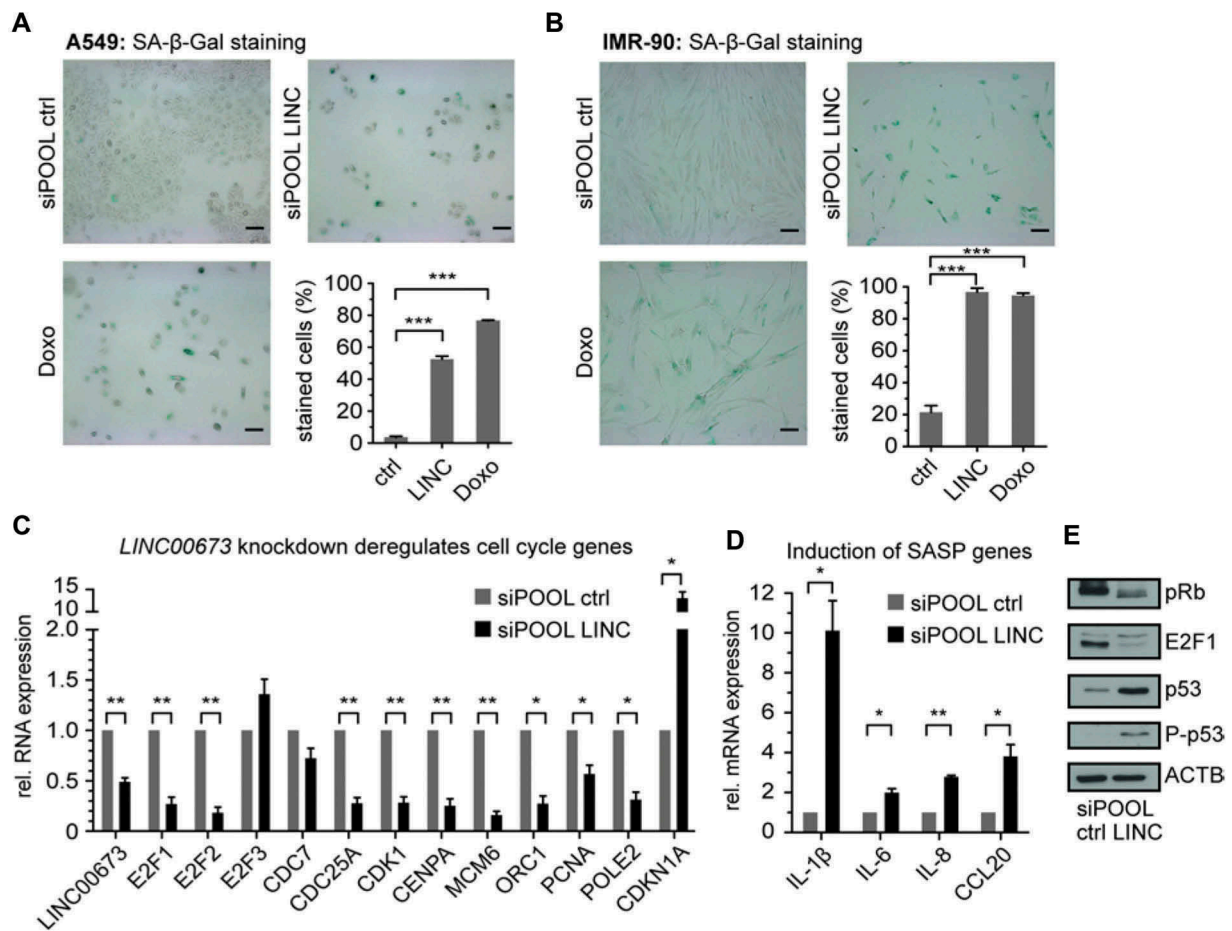 A
A549: SA-β-Gal staining
siPOOL ctrl
siPOOL LINC
Doxo
stained cells (%)
100
80
60
40
20
0
***
***
ctrl
LINC
Doxo
B
IMR-90: SA-β-Gal staining
siPOOL ctrl
siPOOL LINC
Doxo
stained cells (%)
100
80
60
40
20
0
***
***
ctrl
LINC
Doxo
C
LINC00673 knockdown deregulates cell cycle genes
rel. RNA expression
15
10
2.0
1.5
1.0
0.5
0
siPOOL ctrl
siPOOL LINC
** ** ** ** ** ** ** * * * *
LINC00673
E2F1
E2F2
E2F3
CDC7
CDC25A
CDK1
CENPA
MCM6
ORC1
PCNA
POLE2
CDKN1A
D
Induction of SASP genes
rel. mRNA expression
12
10
8
6
4
2
0
siPOOL ctrl
siPOOL LINC
* * ** *
IL-1β
IL-6
IL-8
CCL20
E
pRb
E2F1
p53
P-p53
ACTB
siPOOL
ctrl LINC